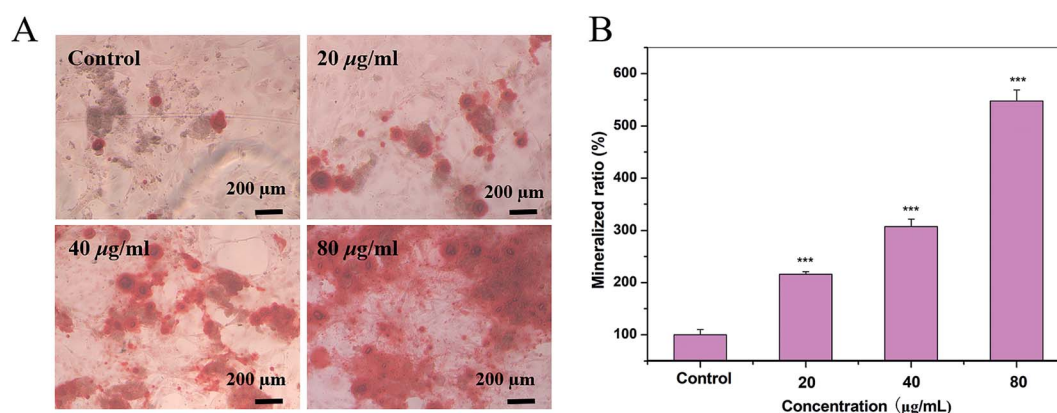 A
Control
200 µm
20 µg/ml
200 µm
40 µg/ml
200 µm
80 µg/ml
200 µm
B
Mineralized ratio (%)
600
500
400
300
200
100
***
***
***
Control
20
40
80
Concentration (µg/mL)